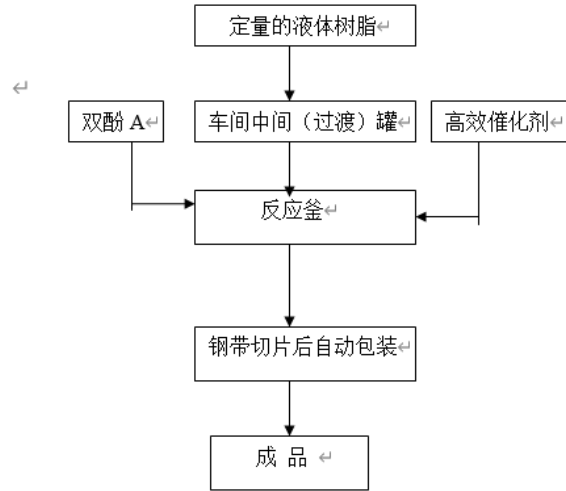 定量的液体树脂
双酚 A
车间中间（过渡）罐
高效催化剂
反应釜
钢带切片后自动包装
成 品